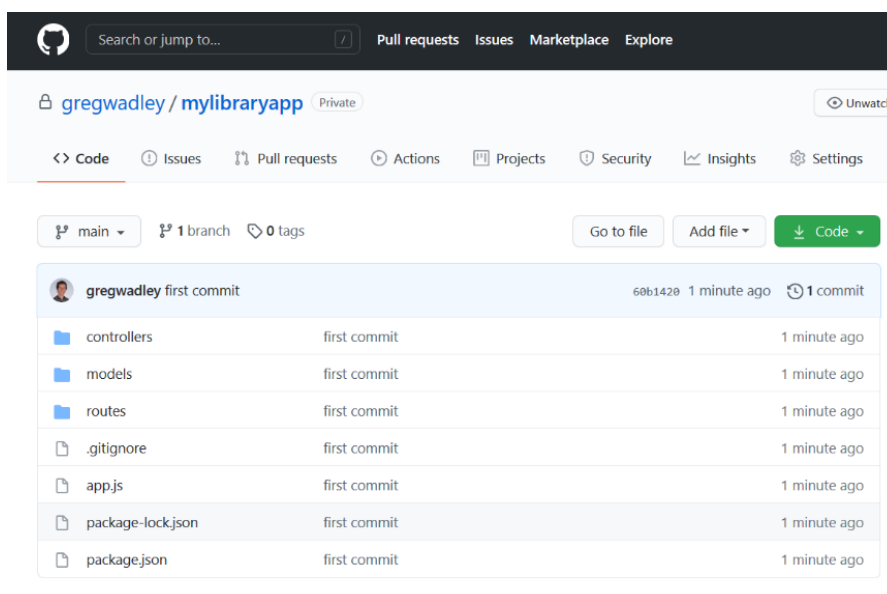 Search or jump to... / Pull requests Issues Marketplace Explore
gregwadley / mylibraryapp Private Unwatc
Code Issues Pull requests Actions Projects Security Insights Settings
main 1 branch 0 tags Go to file Add file Code
gregwadley first commit 60b1420 1 minute ago 1 commit
controllers first commit 1 minute ago
models first commit 1 minute ago
routes first commit 1 minute ago
.gitignore first commit 1 minute ago
app.js first commit 1 minute ago
package-lock.json first commit 1 minute ago
package.json first commit 1 minute ago